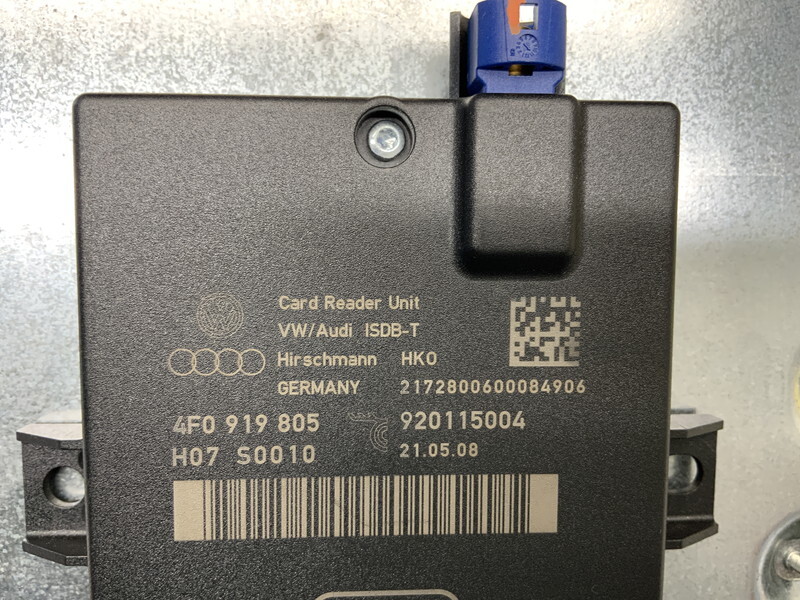 Card Reader Unit
VW/Audi ISDB-T
Hirschmann HK0
GERMANY 2172800600084906
4F0 919 805 920115004
H07 S0010 21.05.08